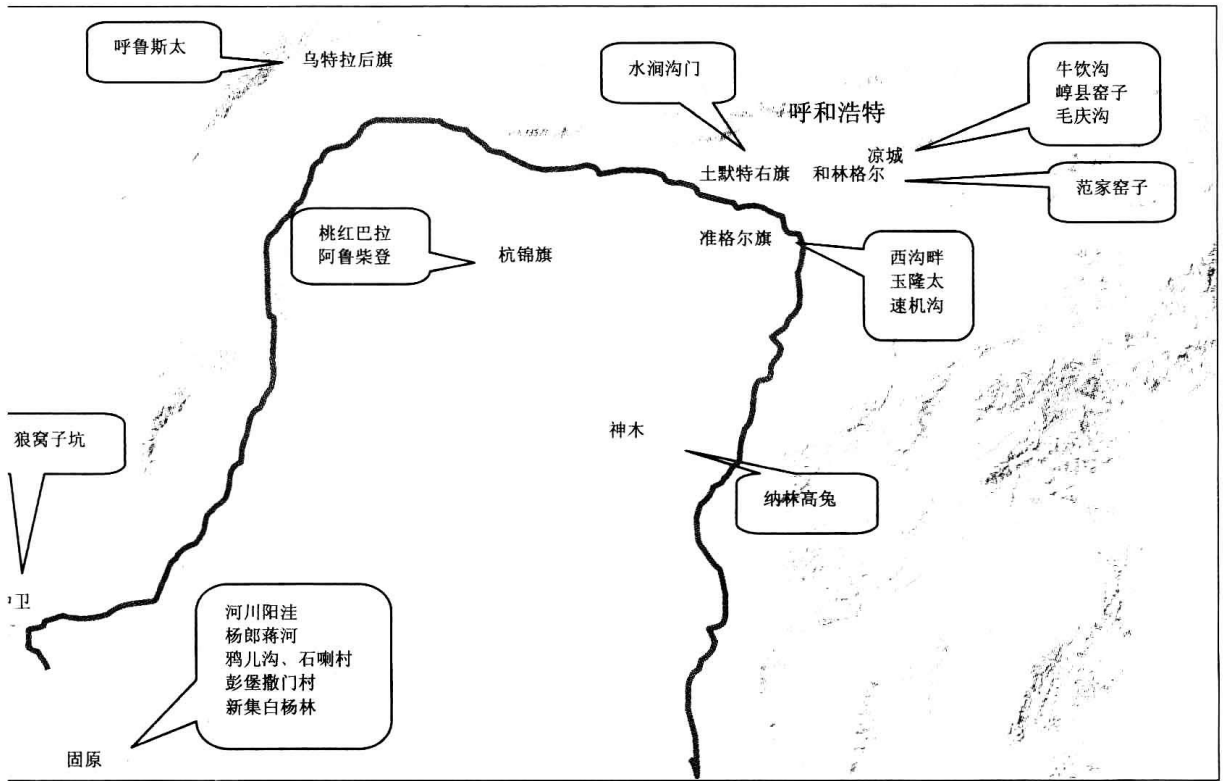 呼鲁斯太
乌特拉后旗
水涧沟门
呼和浩特
牛饮沟
崞县窑子
毛庆沟
凉城
土默特右旗
和林格尔
范家窑子
桃红巴拉
阿鲁柴登
杭锦旗
准格尔旗
西沟畔
玉隆太
速机沟
狼窝子坑
神木
纳林高兔
卫
河川阳洼
杨郎蒋河
鸦儿沟、石喇村
彭堡撒门村
新集白杨林
固原